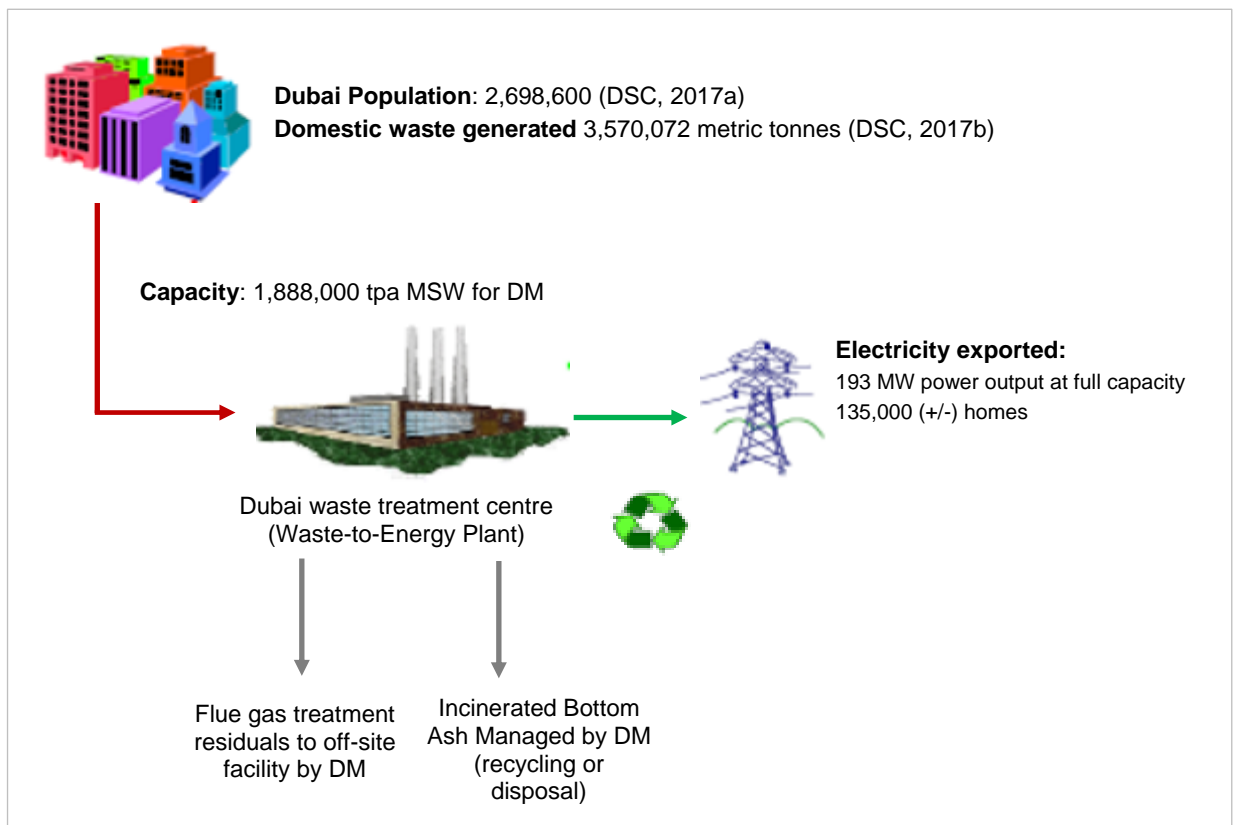 Dubai Population: 2,698,600 (DSC, 2017a)
Domestic waste generated 3,570,072 metric tonnes (DSC, 2017b)
Capacity: 1,888,000 tpa MSW for DM
Electricity exported:
193 MW power output at full capacity
135,000 (+/-) homes
Dubai waste treatment centre
(Waste-to-Energy Plant)
Flue gas treatment
residuals to off-site
facility by DM
Incinerated Bottom
Ash Managed by DM
(recycling or
disposal)